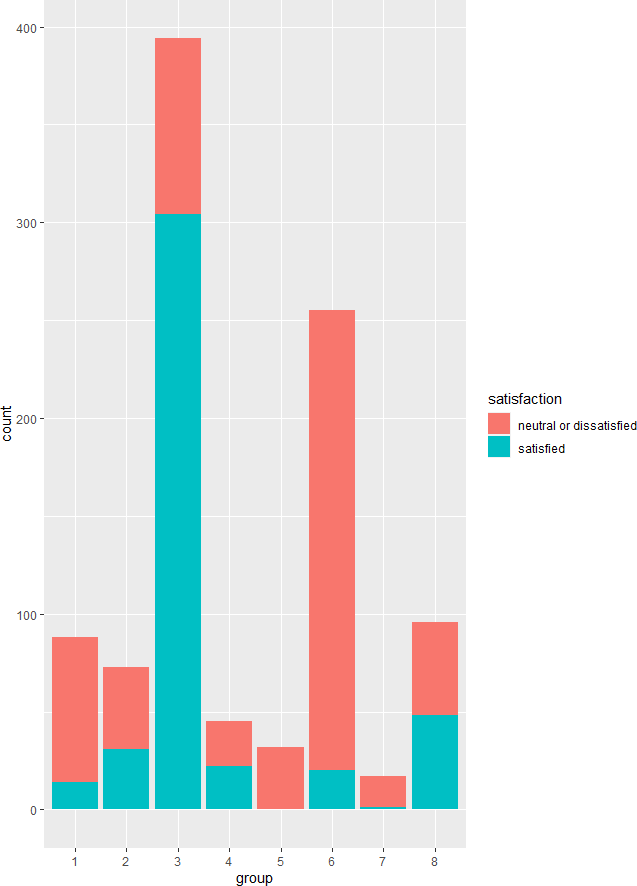 400
300
200
100
0
count
1 2 3 4 5 6 7 8
group
satisfaction
neutral or dissatisfied
satisfied